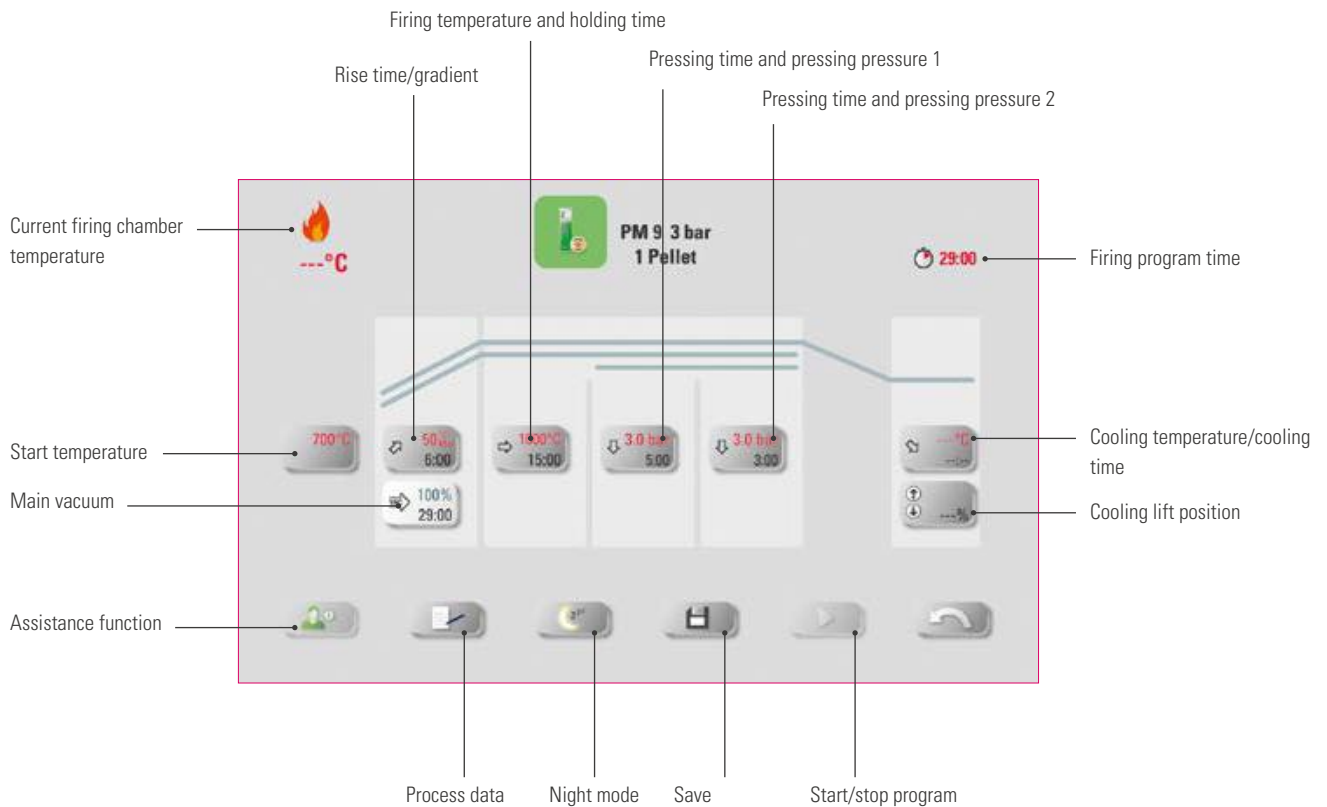 Firing temperature and holding time
Pressing time and pressing pressure 1
Rise time/gradient
Pressing time and pressing pressure 2
Current firing chamber
temperature
---°C
PM 9 3 bar
1 Pellet
29:00
Firing program time
Start temperature
700°C
50
6:00
1000°C
15:00
3.0 bar
5:00
3.0 bar
3:00
---°C
--:--
Cooling temperature/cooling
time
Main vacuum
100%
29:00
---%
Cooling lift position
Assistance function
Process data
Night mode
Save
Start/stop program